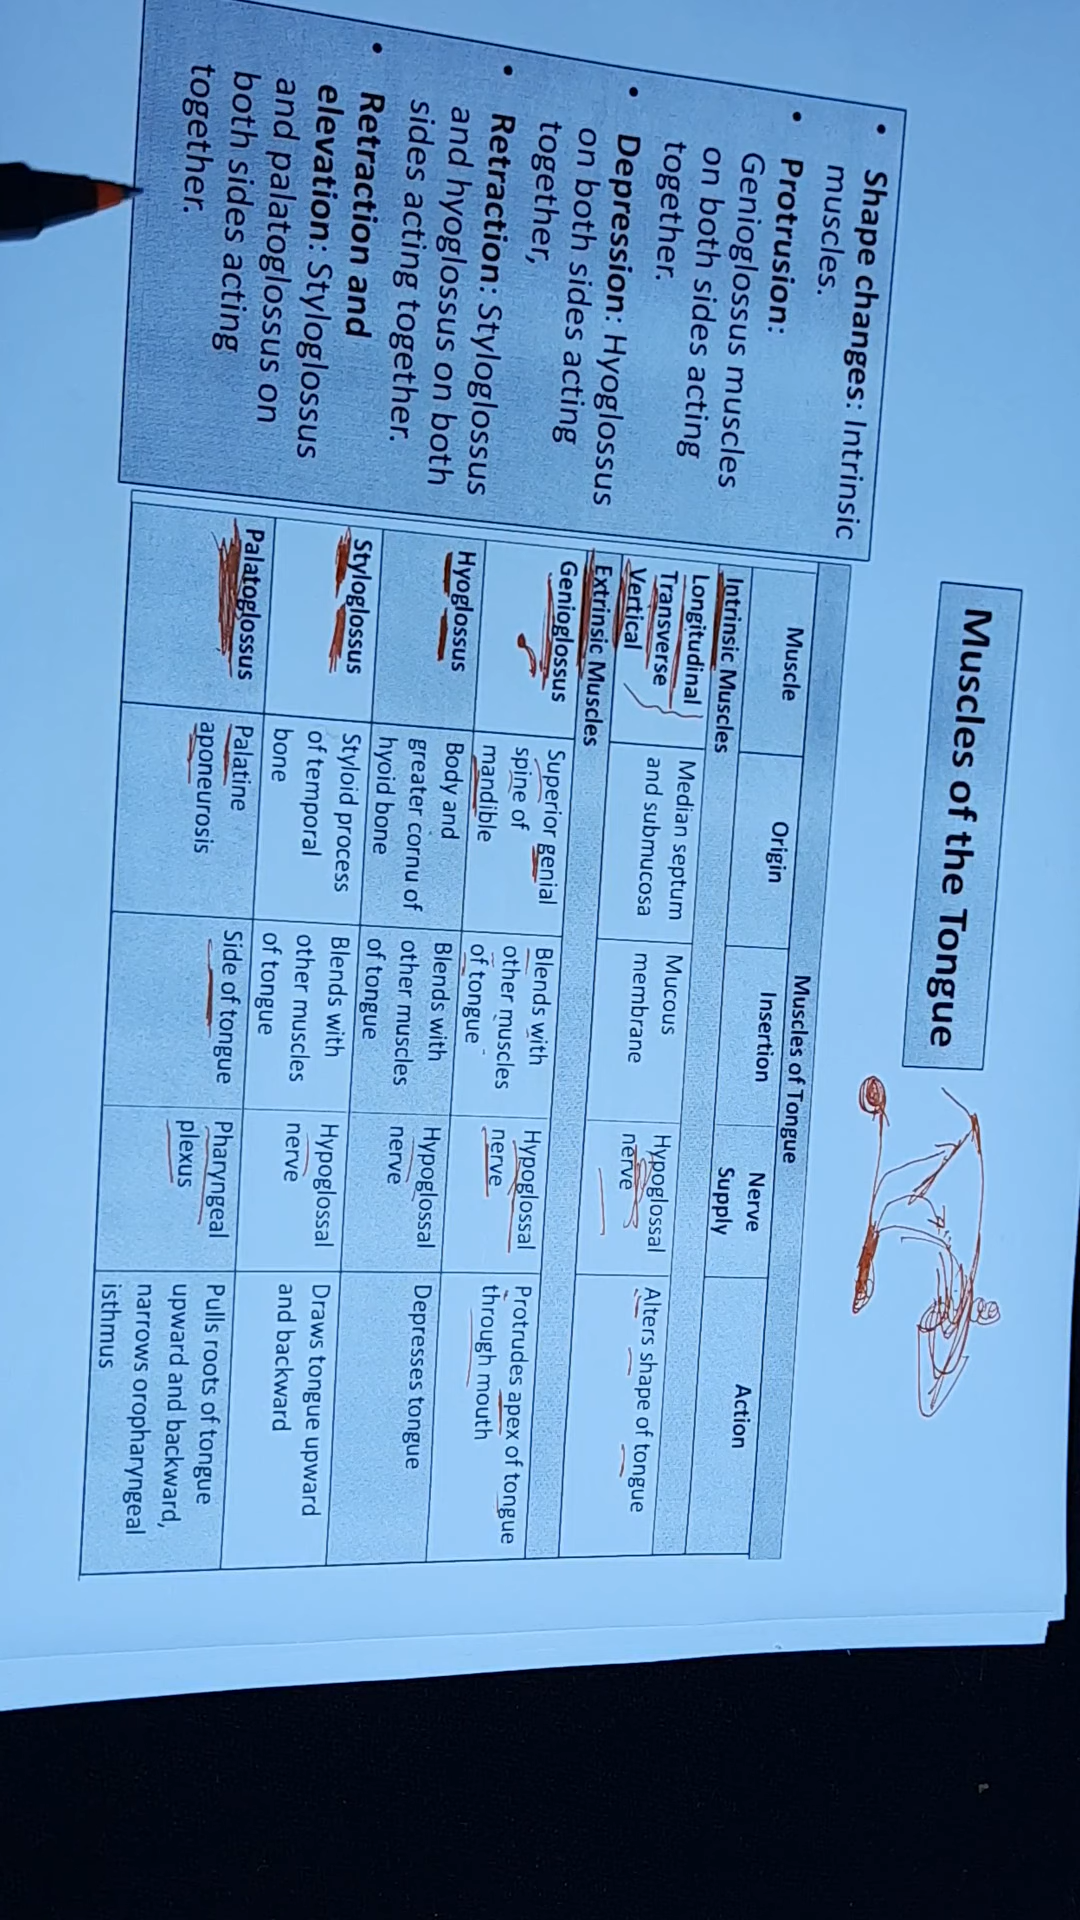 Muscles of the Tongue
• Shape changes: Intrinsic
muscles.
• Protrusion:
Genioglossus muscles
on both sides acting
together.
• Depression: Hyoglossus
on both sides acting
together,
• Retraction: Styloglossus
and hyoglossus on both
sides acting together.
• Retraction and
elevation: Styloglossus
and palatoglossus on
both sides acting
together.
Muscles of Tongue
Muscle
Origin
Insertion
Nerve
Supply
Action
Intrinsic Muscles
Longitudinal
Transverse
Vertical
Median septum
and submucosa
Mucous
membrane
Hypoglossal
nerve
Alters shape of tongue
Extrinsic Muscles
Genioglossus
Superior genial
spine of
mandible
Blends with
other muscles
of tongue
Hypoglossal
nerve
Protrudes apex of tongue
through mouth
Hyoglossus
Body and
greater cornu of
hyoid bone
Blends with
other muscles
of tongue
Hypoglossal
nerve
Depresses tongue
Styloglossus
Styloid process
of temporal
bone
Blends with
other muscles
of tongue
Hypoglossal
nerve
Draws tongue upward
and backward
Palatoglossus
Palatine
aponeurosis
Side of tongue
Pharyngeal
plexus
Pulls roots of tongue
upward and backward,
narrows oropharyngeal
isthmus